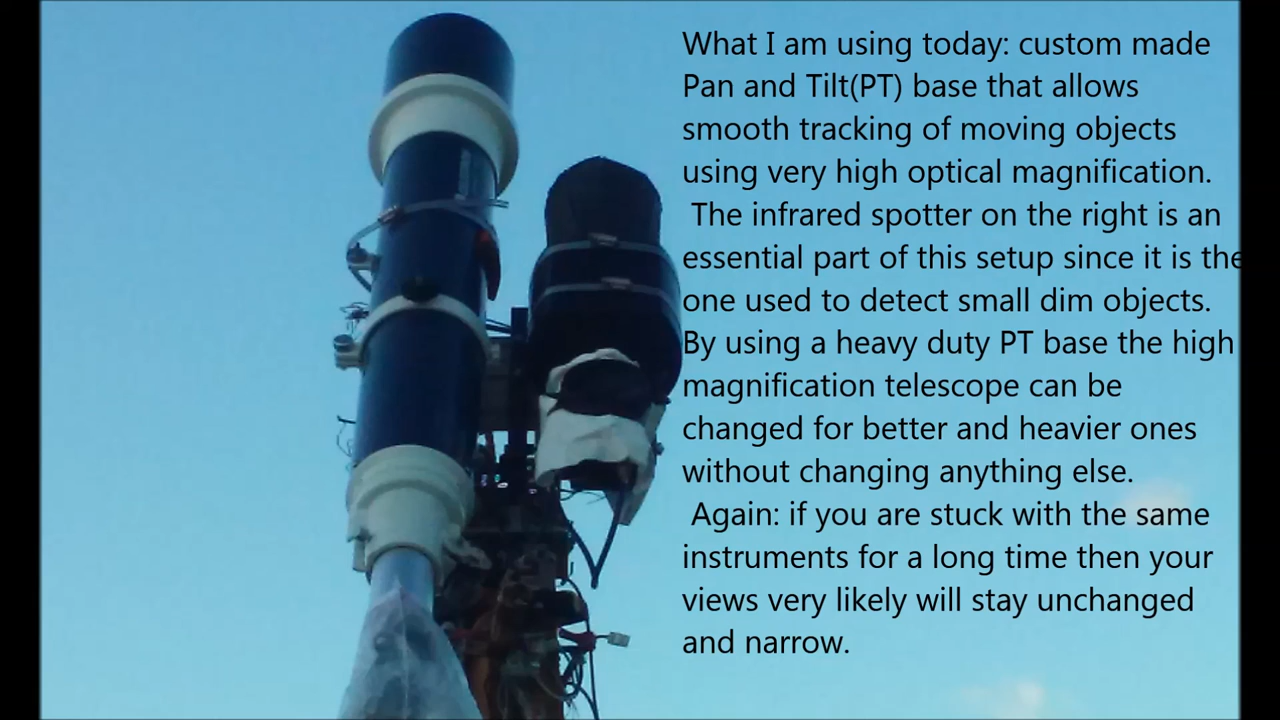 What I am using today: custom made
Pan and Tilt(PT) base that allows
smooth tracking of moving objects
using very high optical magnification.
The infrared spotter on the right is an
essential part of this setup since it is the
one used to detect small dim objects.
By using a heavy duty PT base the high
magnification telescope can be
changed for better and heavier ones
without changing anything else.
Again: if you are stuck with the same
instruments for a long time then your
views very likely will stay unchanged
and narrow.